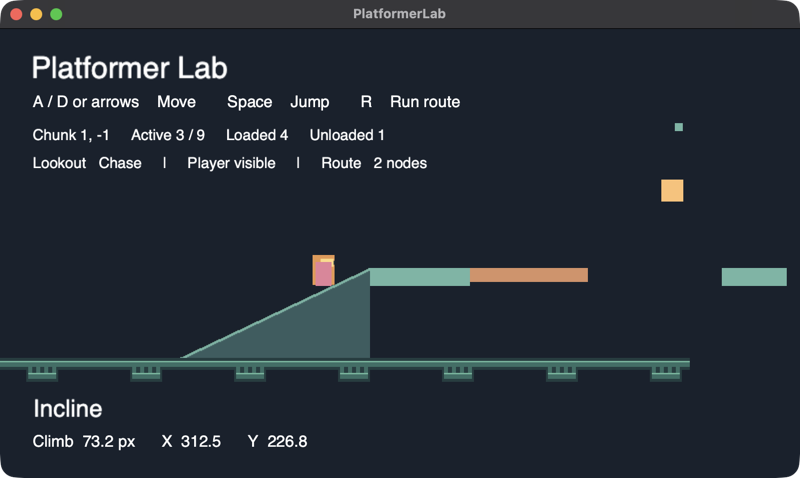 PlatformerLab
Platformer Lab
A / D or arrows Move Space Jump R Run route
Chunk 1, -1 Active 3 / 9 Loaded 4 Unloaded 1
Lookout Chase | Player visible | Route 2 nodes
Incline
Climb 73.2 px X 312.5 Y 226.8